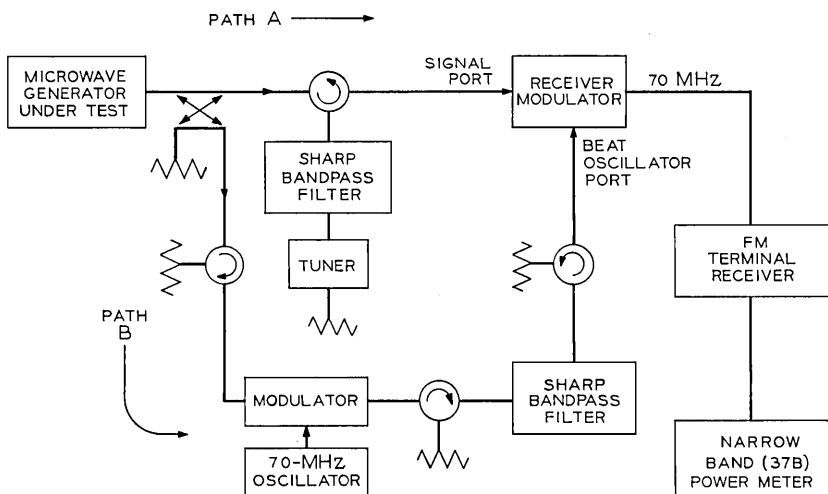 PATH A
MICROWAVE
GENERATOR
UNDER TEST
SIGNAL
PORT
RECEIVER
MODULATOR
70 MHz
SHARP
BANDPASS
FILTER
BEAT
OSCILLATOR
PORT
TUNER
FM
TERMINAL
RECEIVER
PATH
B
MODULATOR
70-MHz
OSCILLATOR
SHARP
BANDPASS
FILTER
NARROW
BAND (37B)
POWER METER